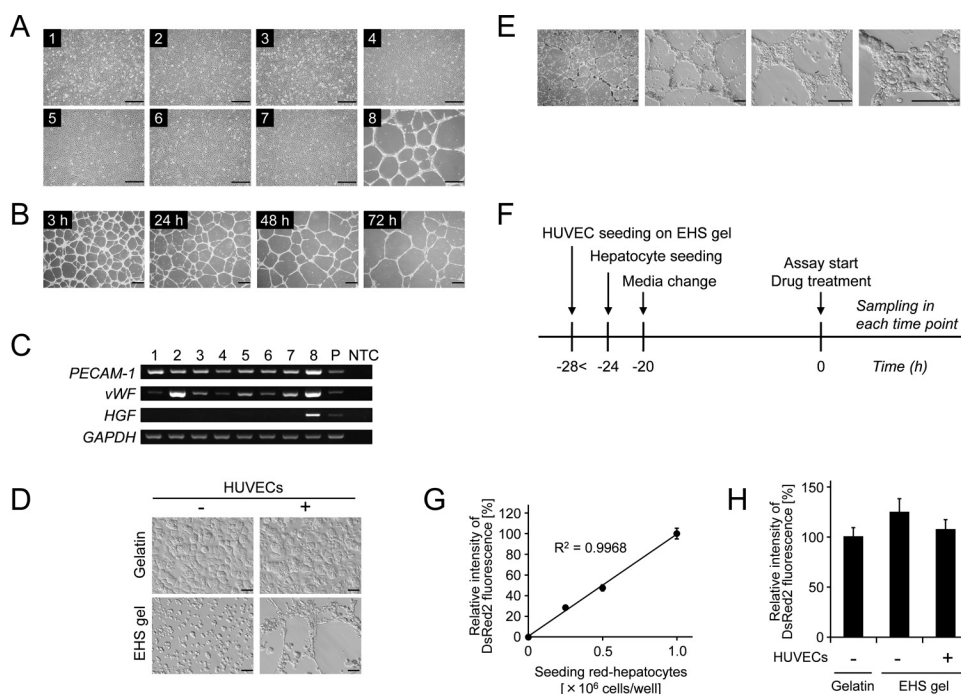 A
1 2 3 4
5 6 7 8
B
3 h 24 h 48 h 72 h
C
1 2 3 4 5 6 7 8 P NTC
PECAM-1
vWF
HGF
GAPDH
D
HUVECs
- +
Gelatin
EHS gel
E
F
HUVEC seeding on EHS gel
Hepatocyte seeding
Media change
Assay start
Drug treatment
Sampling in
each time point
-28< -24 -20 0 Time (h)
G
Relative intensity of
DsRed2 fluorescence [%]
120
100
80
60
40
20
0
R² = 0.9968
0 0.5 1.0
Seeding red-hepatocytes
[ × 10⁶ cells/well]
H
Relative intensity of
DsRed2 fluorescence [%]
150
100
50
0
HUVECs - - +
Gelatin EHS gel